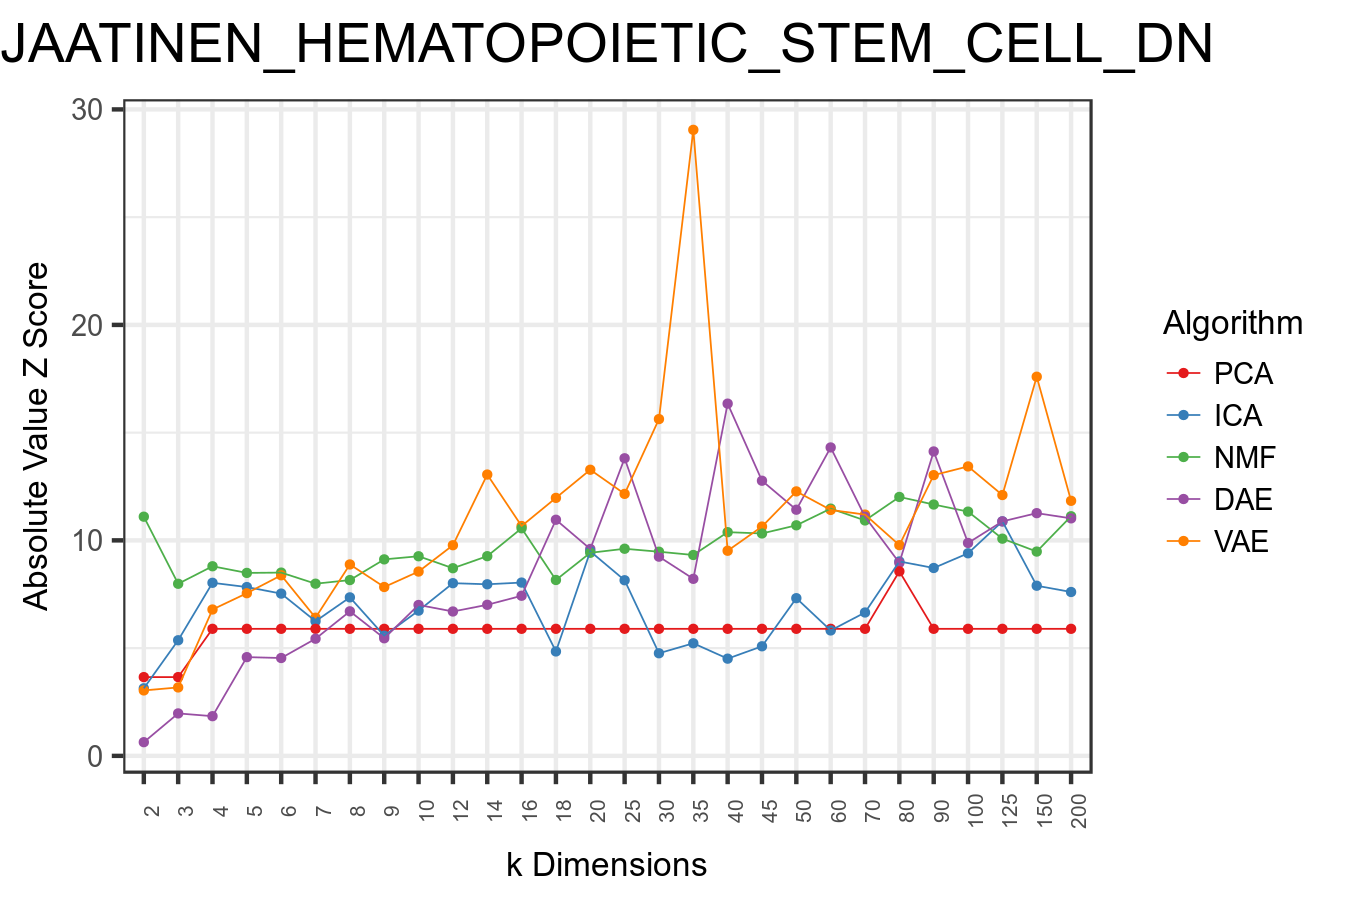 JAATINEN_HEMATOPOIETIC_STEM_CELL_DN
Absolute Value Z Score
30
20
10
0
2 3 4 5 6 7 8 9 10 12 14 16 18 20 25 30 35 40 45 50 60 70 80 90 100 125 150 200
k Dimensions
Algorithm
PCA
ICA
NMF
DAE
VAE